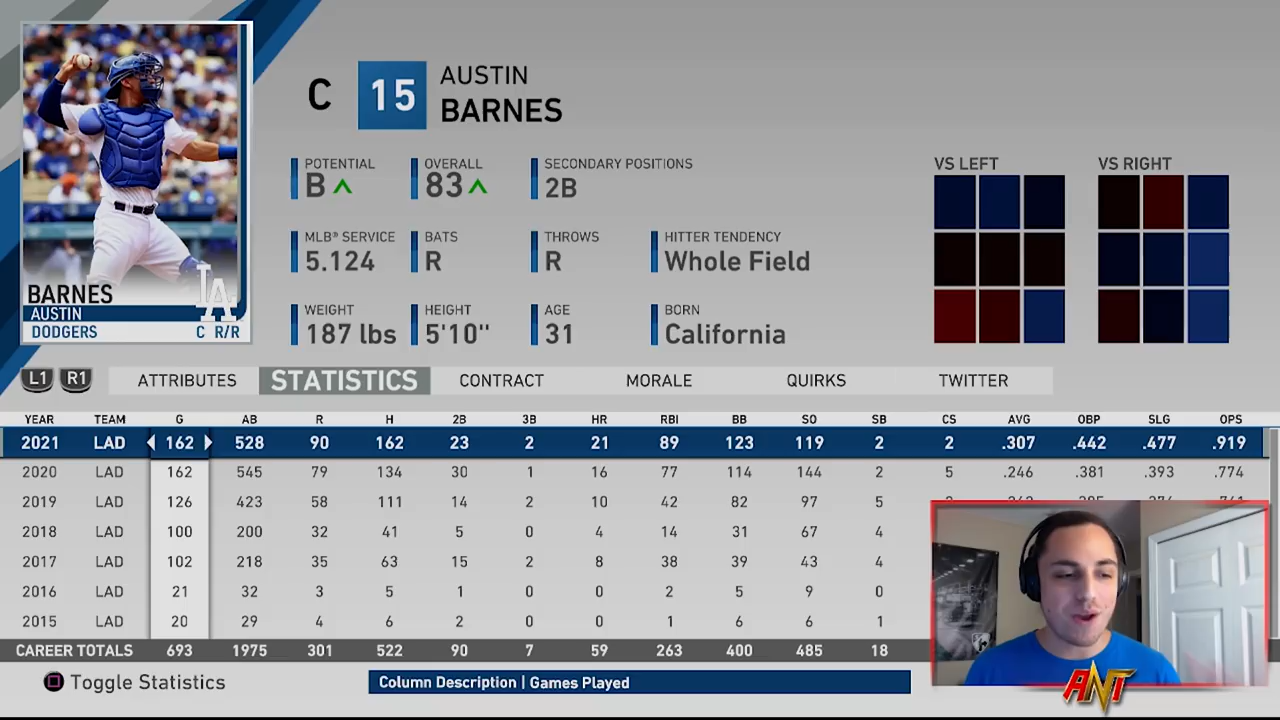 C 15 AUSTIN
BARNES
POTENTIAL OVERALL SECONDARY POSITIONS
B 83 2B
MLB® SERVICE BATS THROWS HITTER TENDENCY
5.124 R R Whole Field
WEIGHT HEIGHT AGE BORN
187 lbs 5'10" 31 California
VS LEFT VS RIGHT
LA
BARNES
AUSTIN
DODGERS C R/R
L1 R1 ATTRIBUTES STATISTICS CONTRACT MORALE QUIRKS TWITTER
YEAR TEAM G AB R H 2B 3B HR RBI BB SO SB CS AVG OBP SLG OPS
2021 LAD 162 528 90 162 23 2 21 89 123 119 2 2 .307 .442 .477 .919
2020 LAD 162 545 79 134 30 1 16 77 114 144 2 5 .246 .381 .393 .774
2019 LAD 126 423 58 111 14 2 10 42 82 97 5
2018 LAD 100 200 32 41 5 0 4 14 31 67 4
2017 LAD 102 218 35 63 15 2 8 38 39 43 4
2016 LAD 21 32 3 5 1 0 0 2 5 9 0
2015 LAD 20 29 4 6 2 0 0 1 6 6 1
CAREER TOTALS 693 1975 301 522 90 7 59 263 400 485 18
Toggle Statistics
Column Description | Games Played
ANT